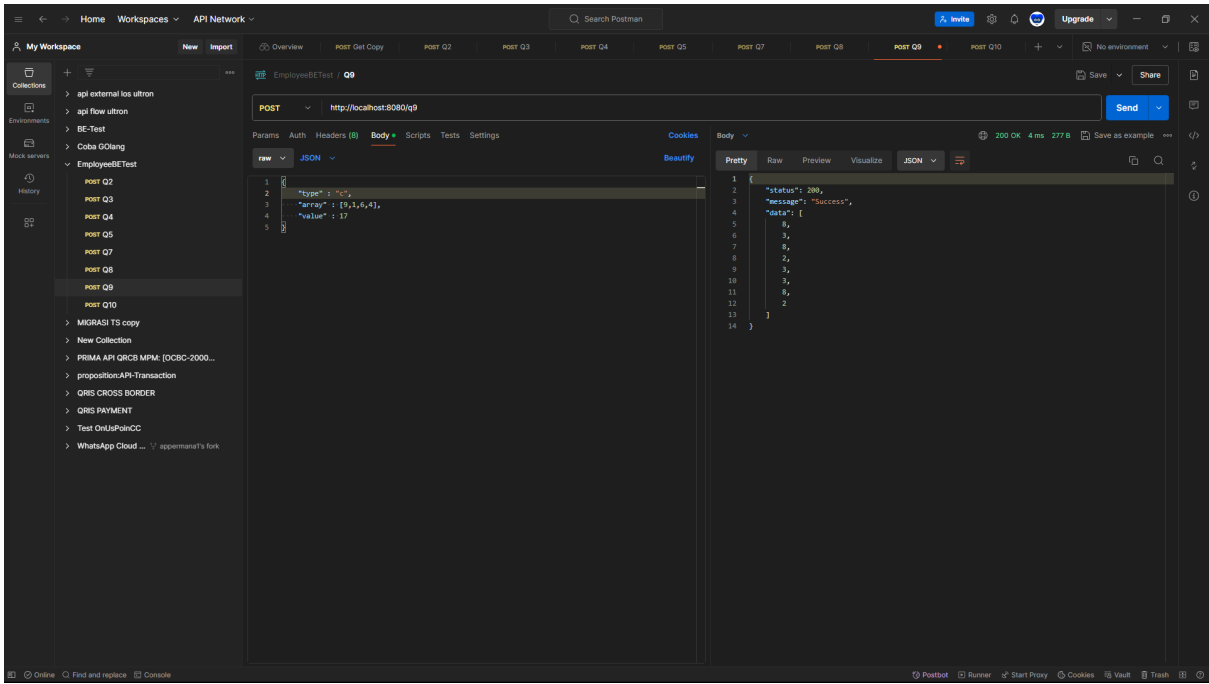 Home Workspaces API Network
Search Postman
Invite Upgrade
My Workspace New Import
Overview POST Get Copy POST Q2 POST Q3 POST Q4 POST Q5 POST Q7 POST Q8 POST Q9 POST Q10 No environment
Collections
Environments
Mock servers
History
api external los ultron
api flow ultron
BE-Test
Coba GOlang
EmployeeBETest
POST Q2
POST Q3
POST Q4
POST Q5
POST Q7
POST Q8
POST Q9
POST Q10
MIGRASI TS copy
New Collection
PRIMA API QRCB MPM: [OCBC-2000...
proposition:API-Transaction
QRIS CROSS BORDER
QRIS PAYMENT
Test OnUsPoinCC
WhatsApp Cloud ... appermana1's fork
HTTP EmployeeBETest / Q9 Save Share
POST http://localhost:8080/q9 Send
Params Auth Headers (8) Body Scripts Tests Settings Cookies
raw JSON Beautify
1 {
2 "type" : "c",
3 "array" : [9,1,6,4],
4 "value" : 17
5 }
Body 200 OK 4 ms 277 B Save as example
Pretty Raw Preview Visualize JSON
1 {
2 "status": 200,
3 "message": "Success",
4 "data": [
5 8,
6 3,
7 8,
8 2,
9 3,
10 3,
11 8,
12 2
13 ]
14 }
Online Find and replace Console Postbot Runner Start Proxy Cookies Vault Trash